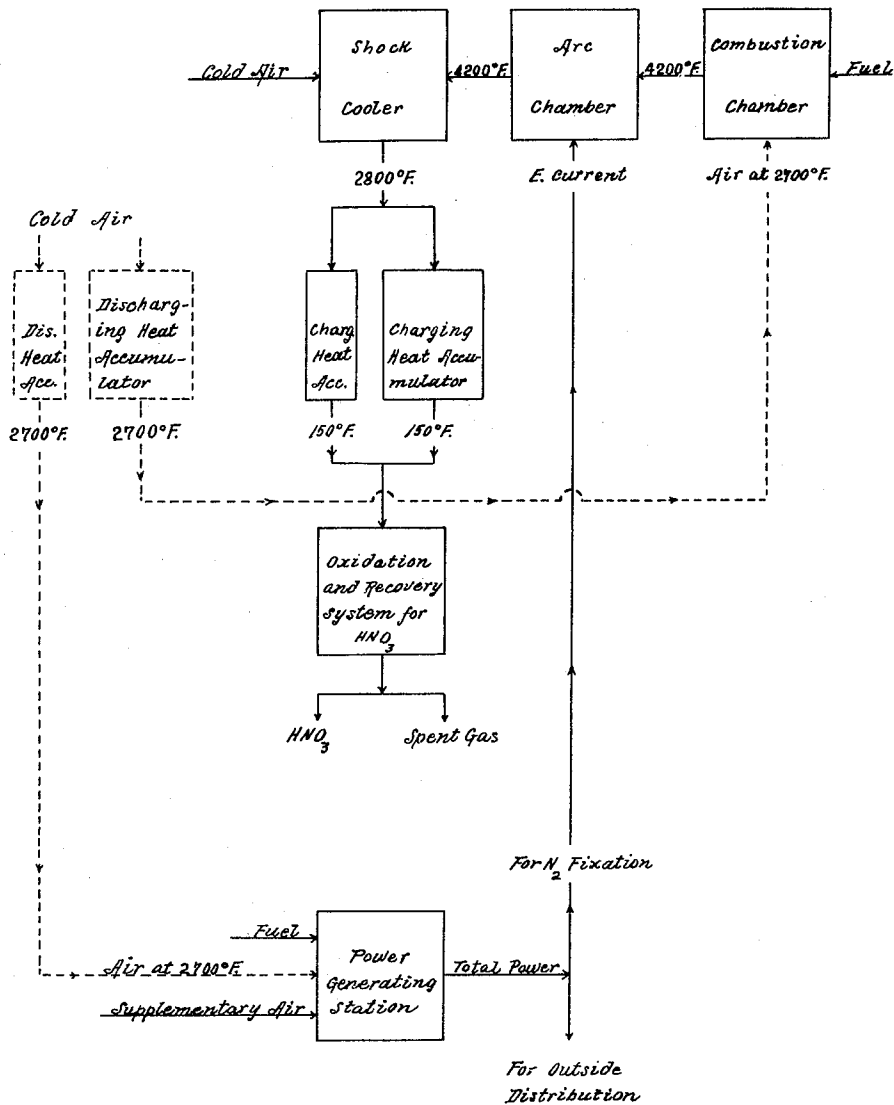 Shock
Cooler
Arc
Chamber
Combustion
Chamber
Cold Air
4200°F.
4200°F.
Fuel
2800°F.
E. Current
Air at 2700°F.
Cold Air
Dis.
Heat
Acc.
Discharg-
ing Heat
Accumu-
lator
Charg.
Heat
Acc.
Charging
Heat Accu-
mulator
2700°F.
2700°F.
150°F.
150°F.
Oxidation
and Recovery
System for
HNO3
HNO3
Spent Gas
For N2 Fixation
Fuel
Air at 2700°F.
Supplementary Air
Power
Generating
Station
Total Power
For Outside
Distribution